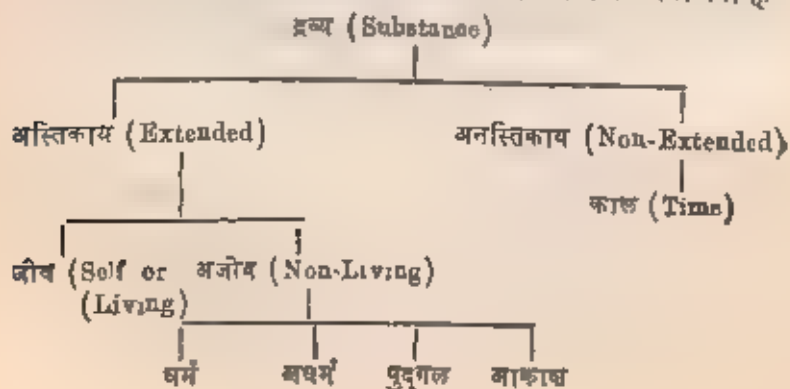 द्रव्य (Substance)
अस्तिकाय (Extended) अनस्तिकाय (Non-Extended)
काल (Time)
जीव (Self or अजीव (Non-Living)
(Living)
धर्म अधर्म पुद्गल आकाश